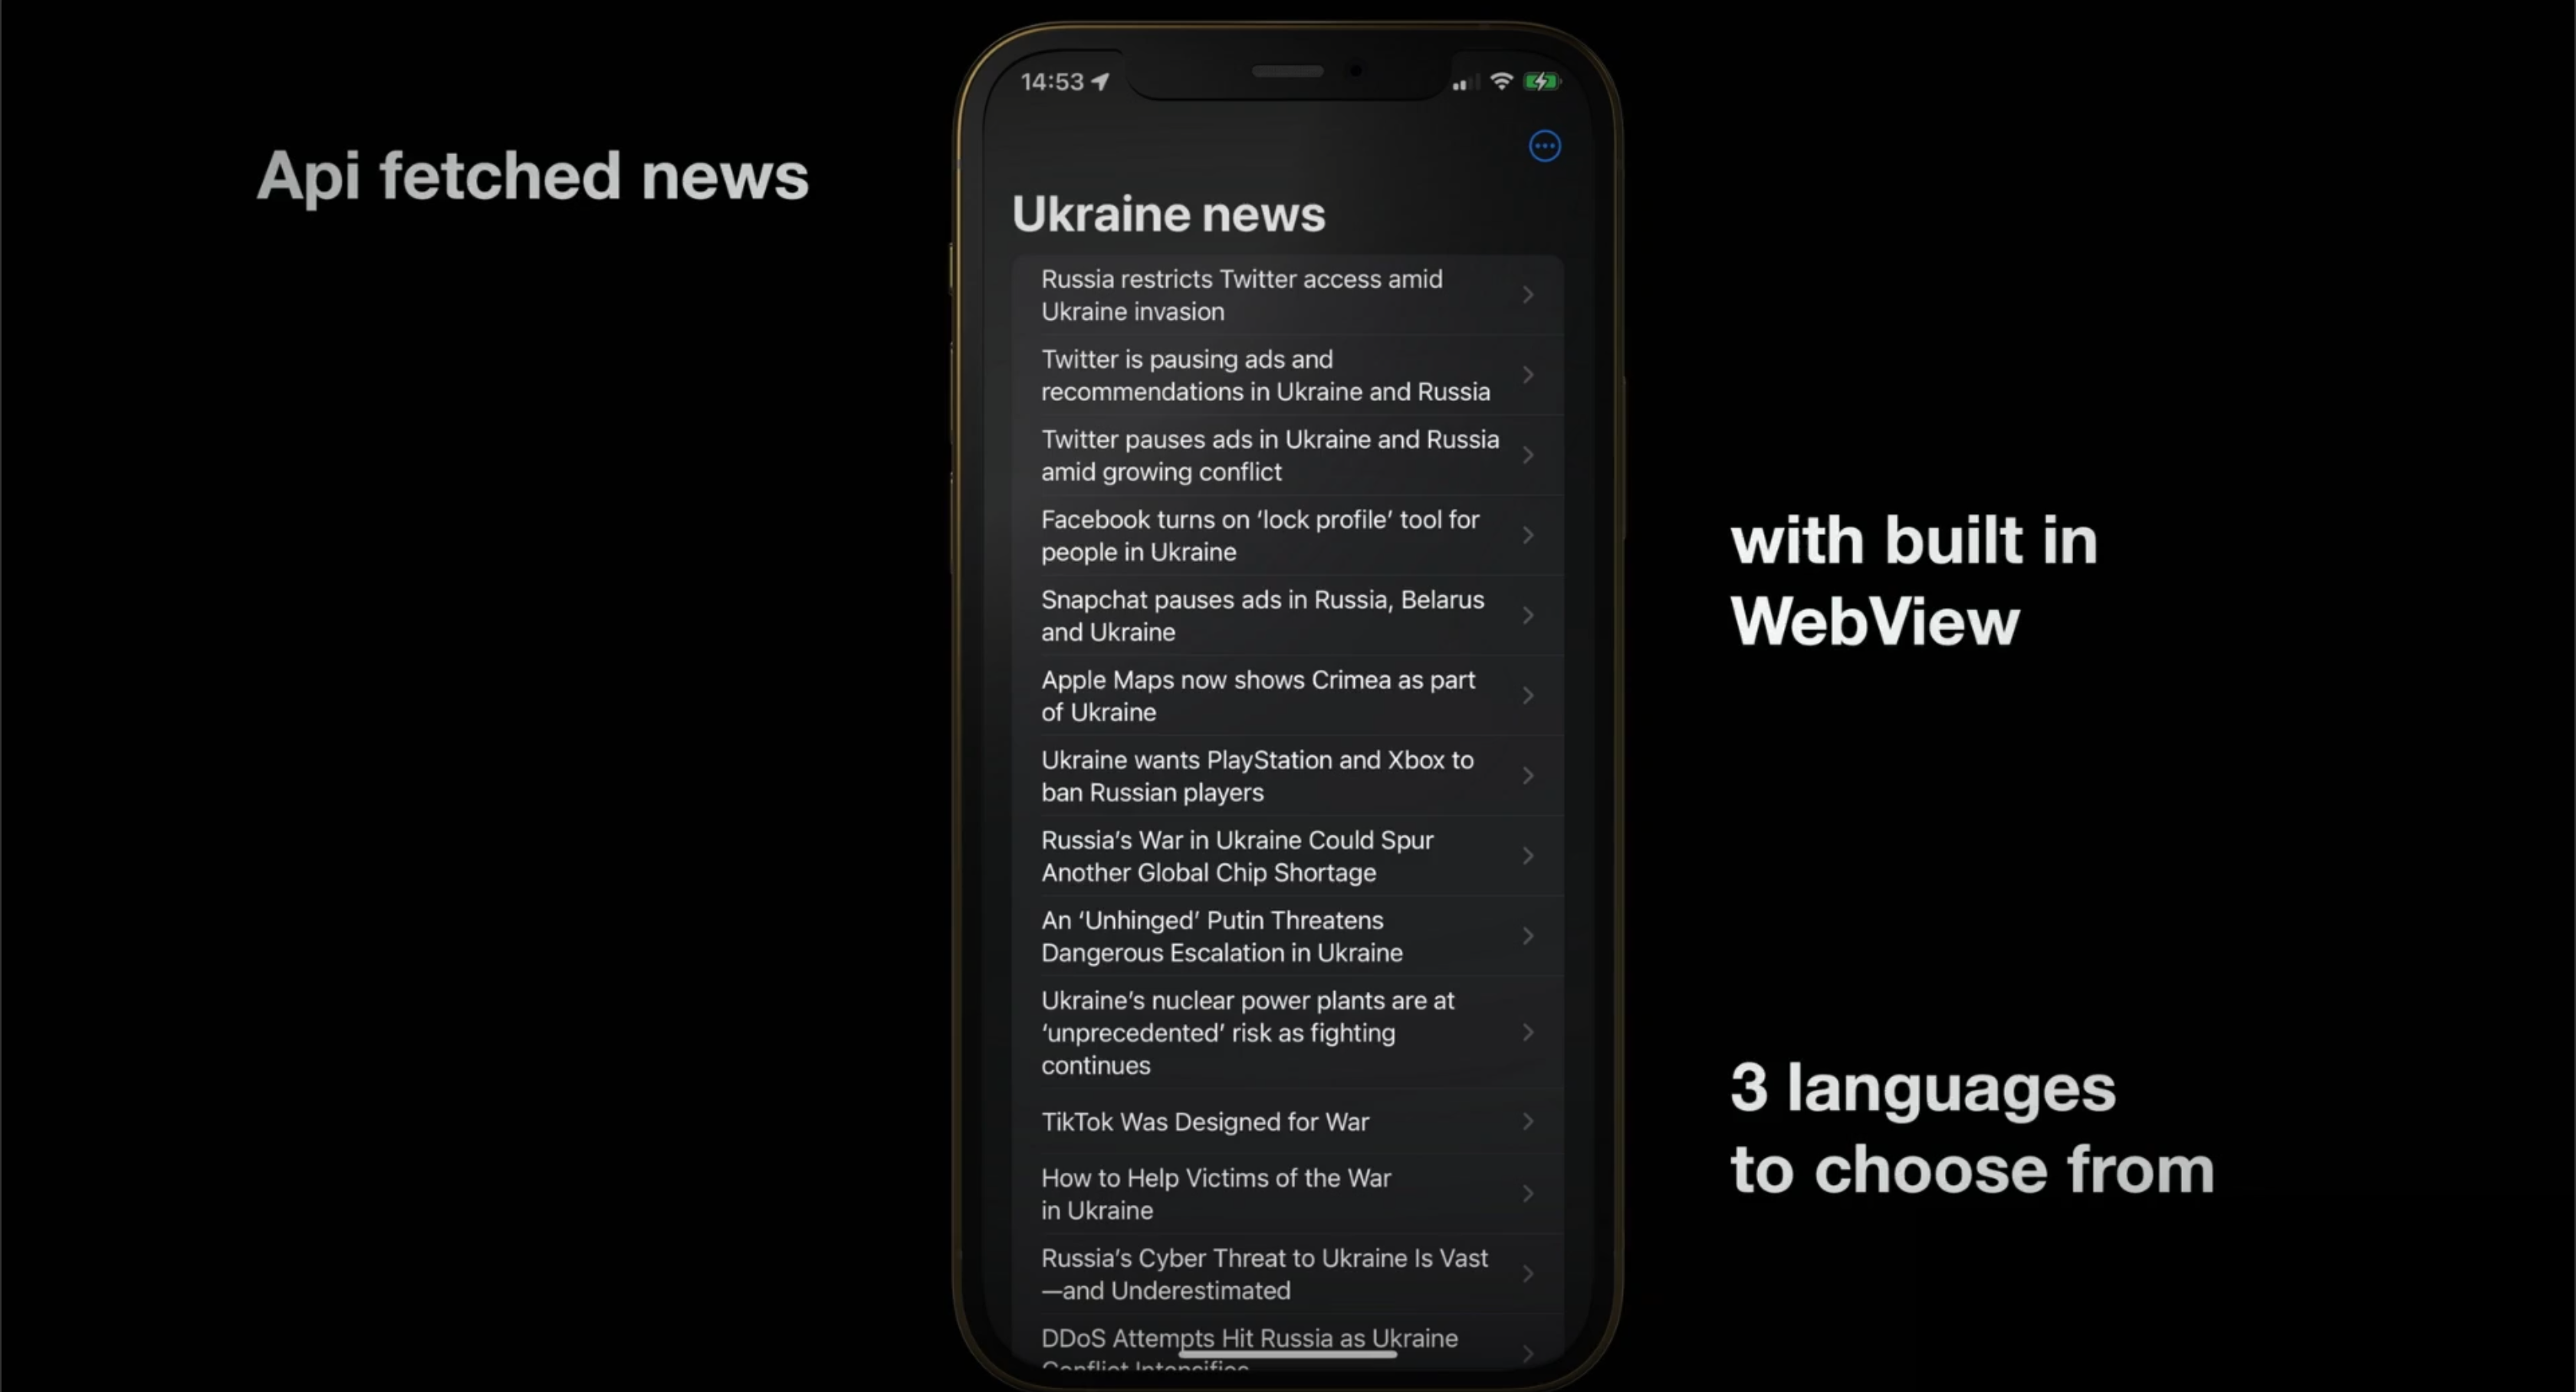 Api fetched news
14:53
Ukraine news
Russia restricts Twitter access amid
Ukraine invasion
Twitter is pausing ads and
recommendations in Ukraine and Russia
Twitter pauses ads in Ukraine and Russia
amid growing conflict
Facebook turns on ‘lock profile’ tool for
people in Ukraine
Snapchat pauses ads in Russia, Belarus
and Ukraine
Apple Maps now shows Crimea as part
of Ukraine
Ukraine wants PlayStation and Xbox to
ban Russian players
Russia’s War in Ukraine Could Spur
Another Global Chip Shortage
An ‘Unhinged’ Putin Threatens
Dangerous Escalation in Ukraine
Ukraine’s nuclear power plants are at
‘unprecedented’ risk as fighting
continues
TikTok Was Designed for War
How to Help Victims of the War
in Ukraine
Russia’s Cyber Threat to Ukraine Is Vast
—and Underestimated
DDoS Attempts Hit Russia as Ukraine
Conflict Intensifies
with built in
WebView
3 languages
to choose from